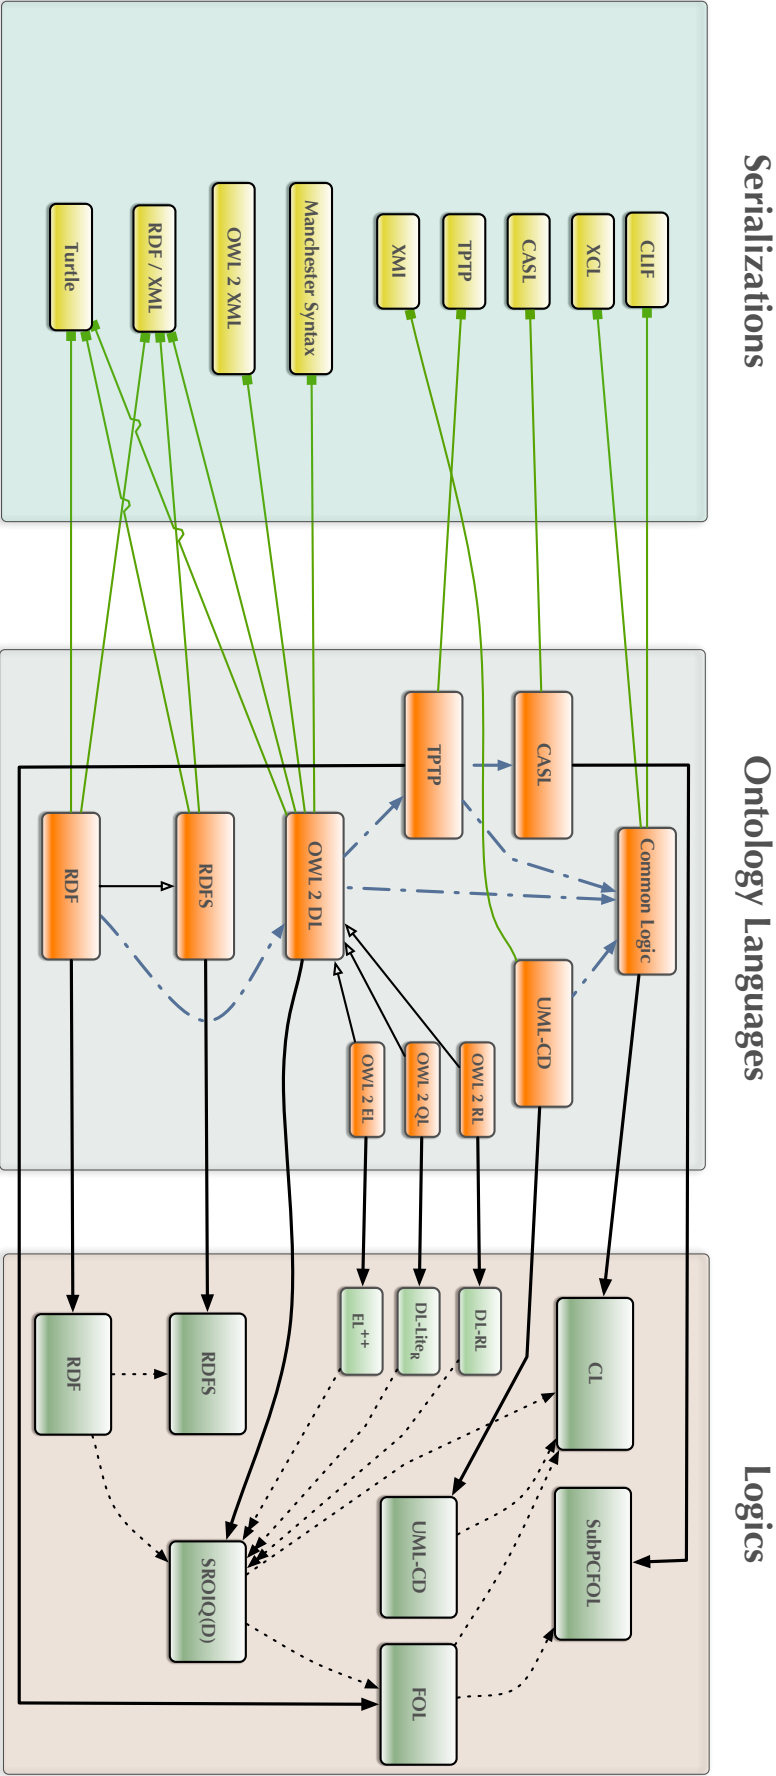 Serializations
CLIF
XCL
CASL
TPTP
XMI
Manchester Syntax
OWL 2 XML
RDF / XML
Turtle
Ontology Languages
Common Logic
CASL
TPTP
UML-CD
OWL 2 DL
RDFS
RDF
OWL 2 RL
OWL 2 QL
OWL 2 EL
Logics
CL
SubPCFOL
DL-RL
DL-LiteR
EL++
UML-CD
FOL
RDFS
RDF
SROIQ(D)